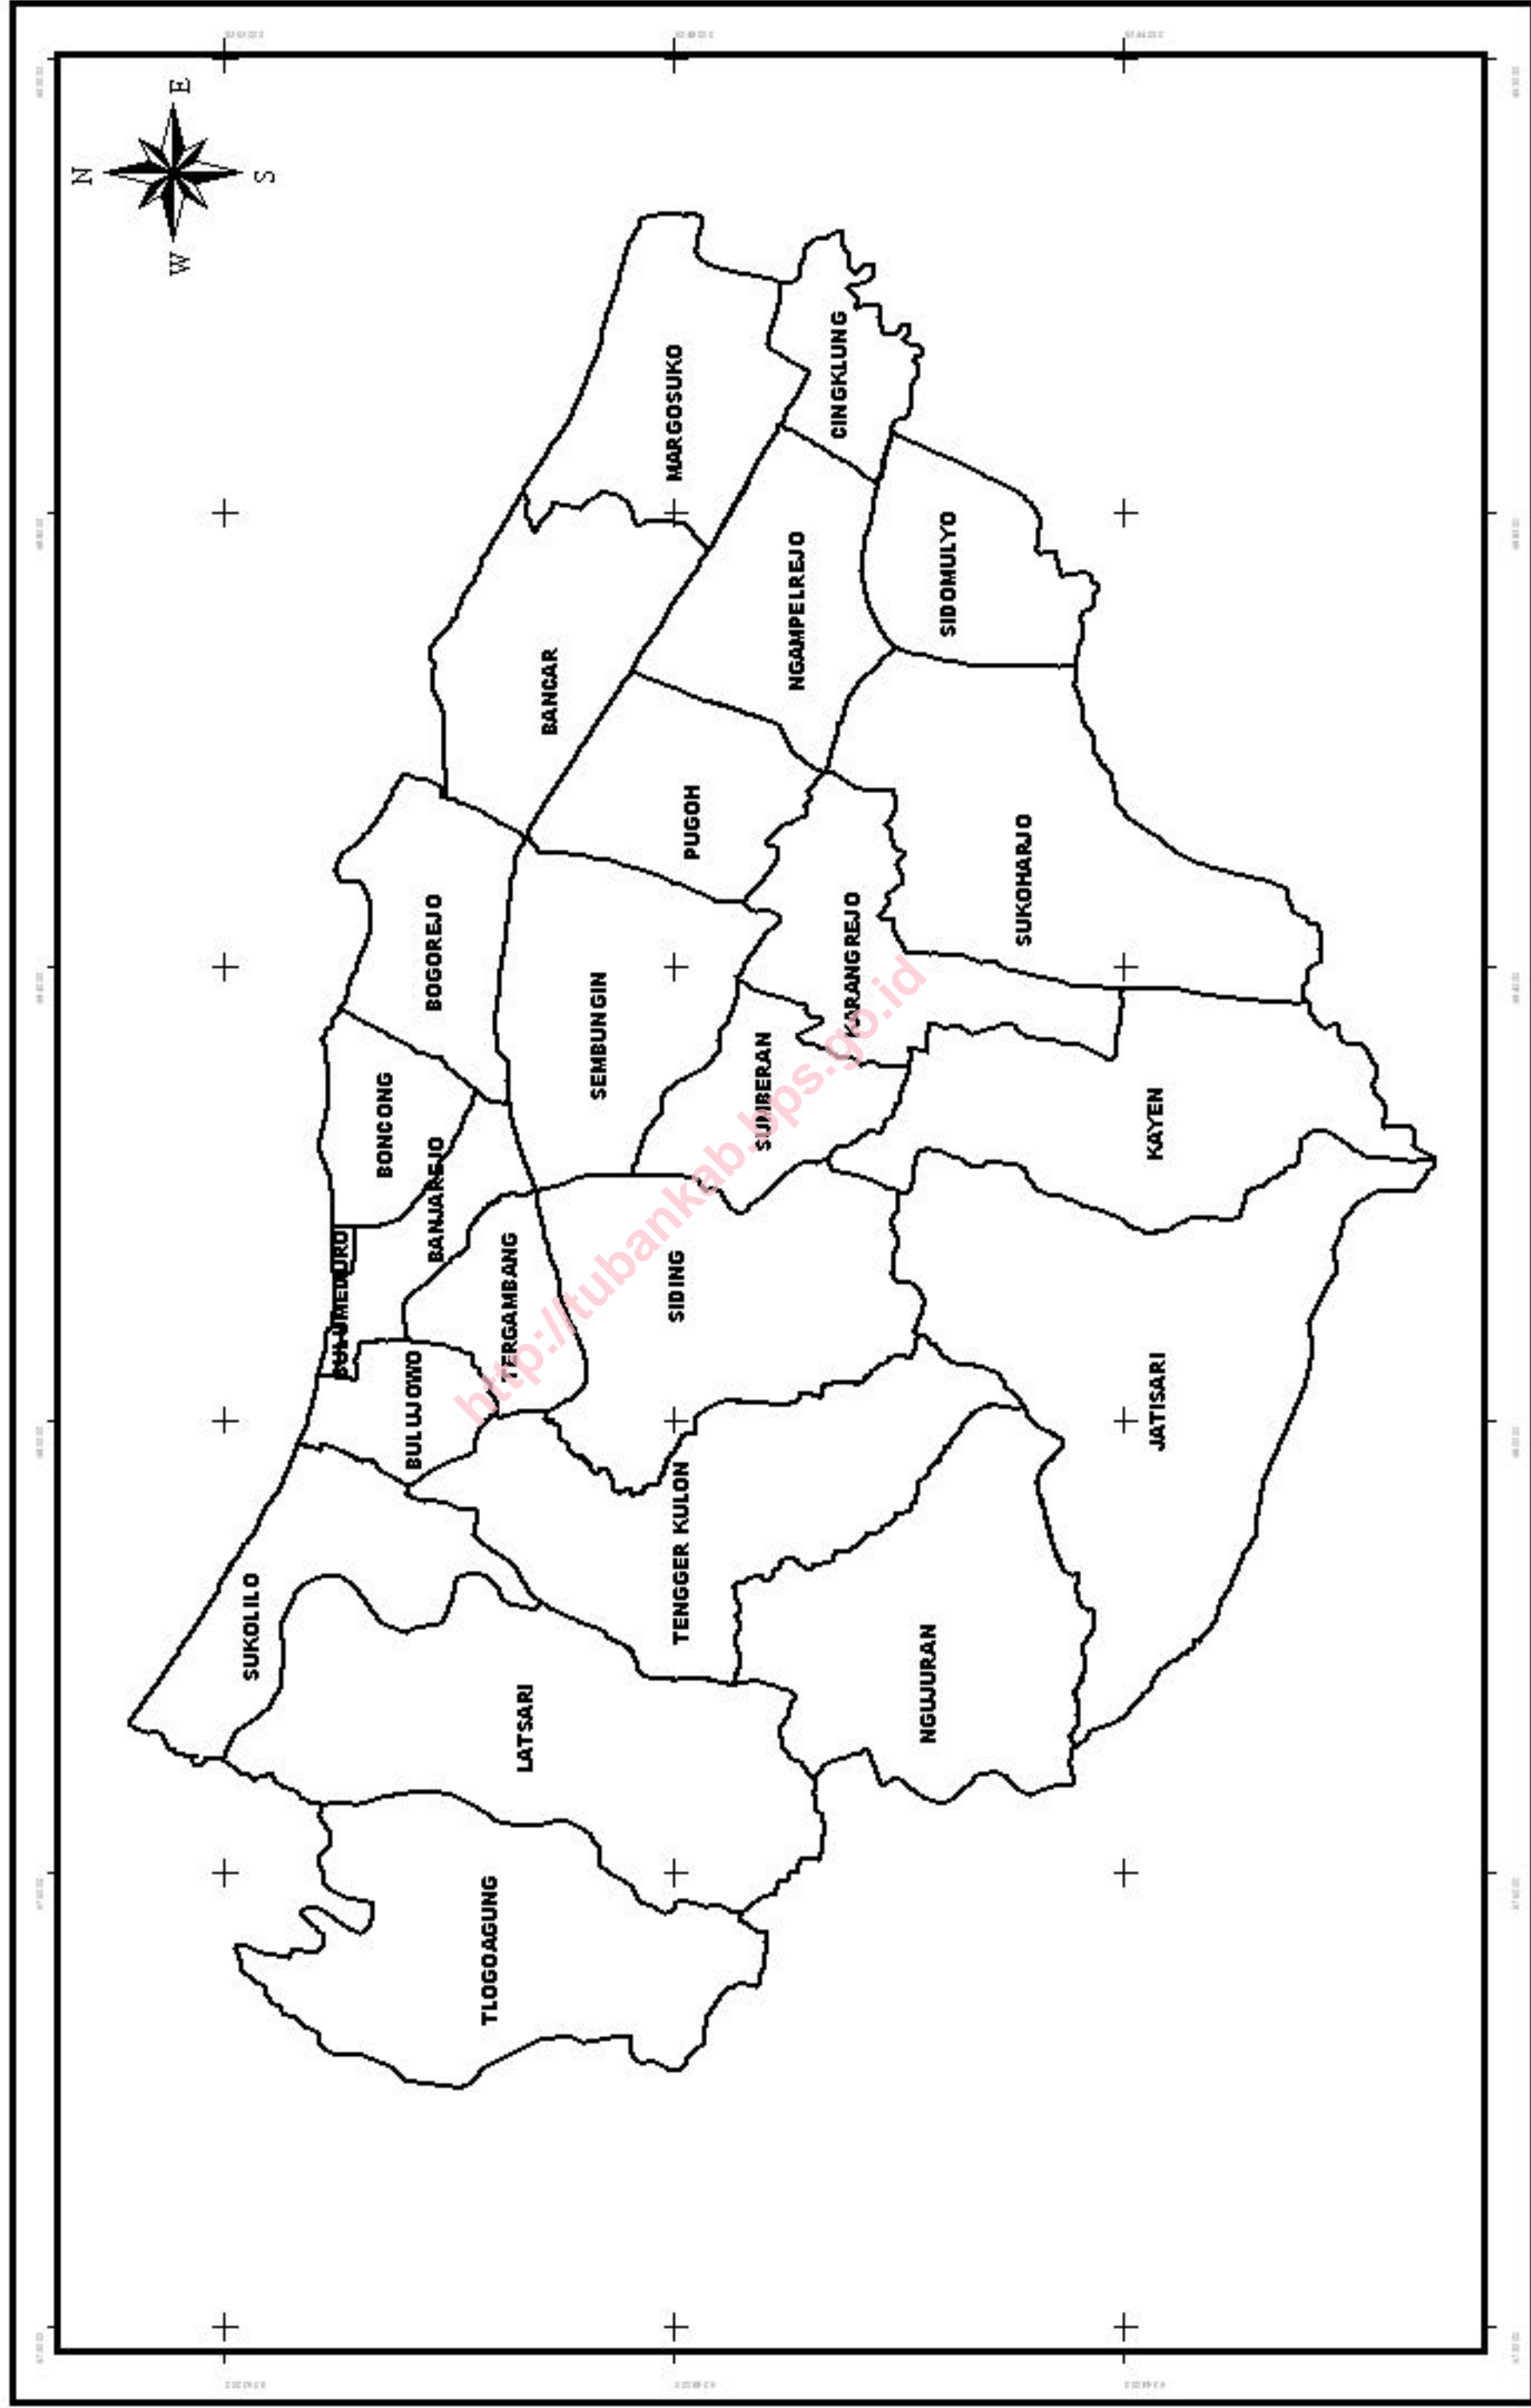 N
E
S
W
MARGOSUKO
CINGKLUNG
BANCAR
NGAMPELREJO
SIDOMULYO
PUGOH
BOGOREJO
SEMBUNGIN
KARANGREJO
SUKOHARJO
BONCONG
BANJAREJO
SUMBERAN
KAYEN
BULUMEDURO
TERGAMBANG
SIDING
BULUJOWO
JATISARI
TENGGER KULON
SUKOLILO
LATSARI
NGUJURAN
TLOGOAGUNG
http://tubankab.bps.go.id